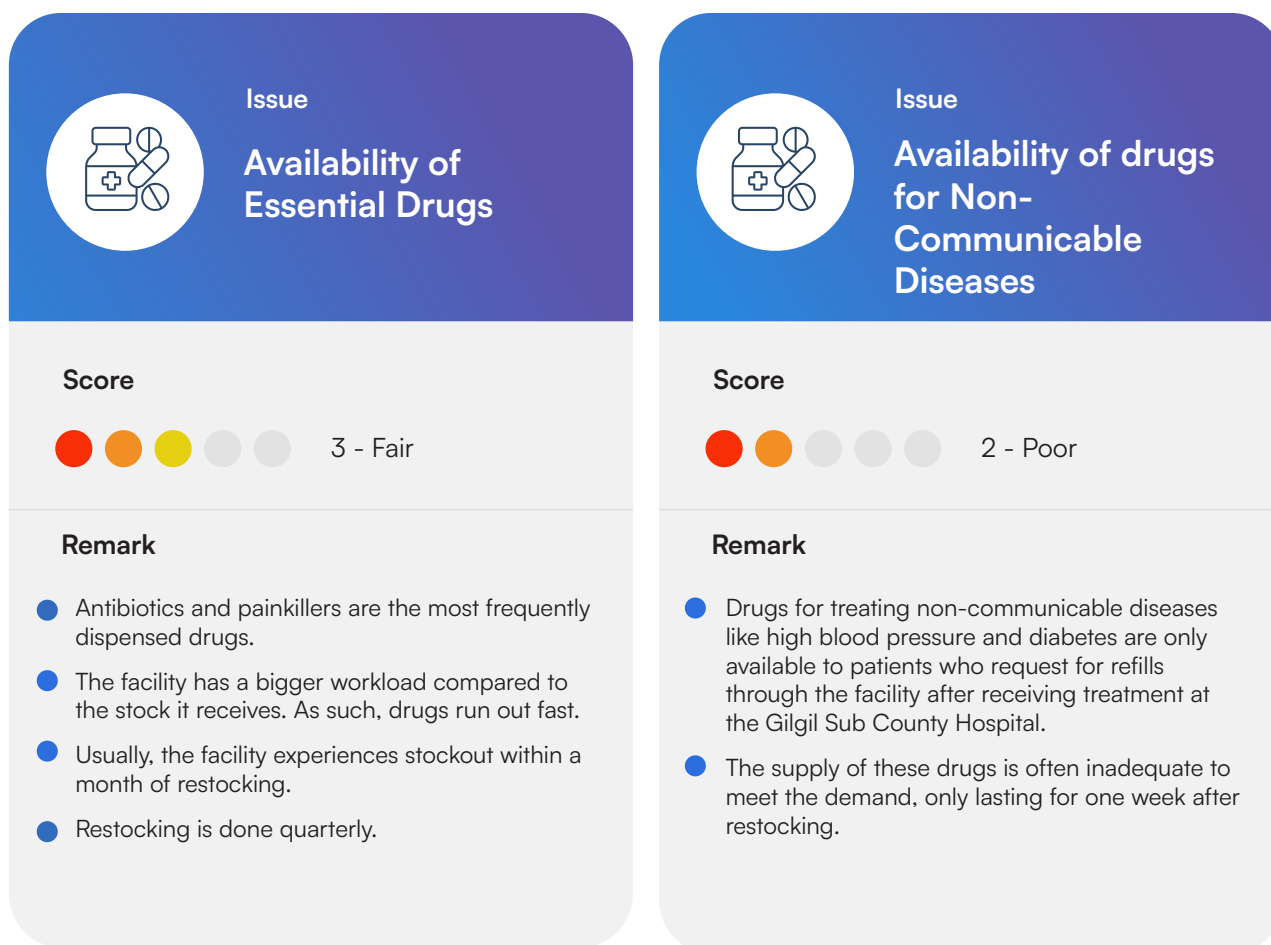 Issue
Availability of
Essential Drugs
Score
3 - Fair
Remark
Antibiotics and painkillers are the most frequently
dispensed drugs.
The facility has a bigger workload compared to
the stock it receives. As such, drugs run out fast.
Usually, the facility experiences stockout within a
month of restocking.
Restocking is done quarterly.
Issue
Availability of drugs
for Non-
Communicable
Diseases
Score
2 - Poor
Remark
Drugs for treating non-communicable diseases
like high blood pressure and diabetes are only
available to patients who request for refills
through the facility after receiving treatment at
the Gilgil Sub County Hospital.
The supply of these drugs is often inadequate to
meet the demand, only lasting for one week after
restocking.